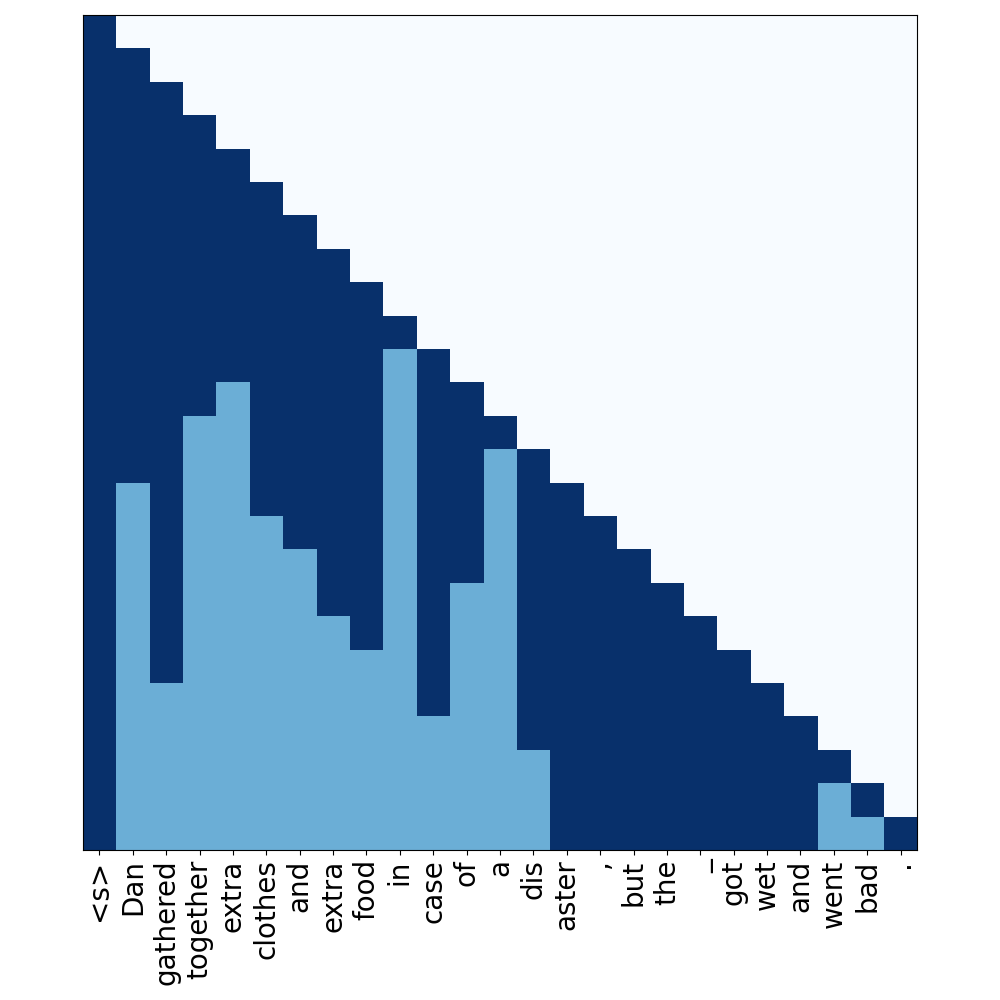 <s> Dan gathered together extra clothes and extra food in case of a dis aster , but the _ got wet and went bad .